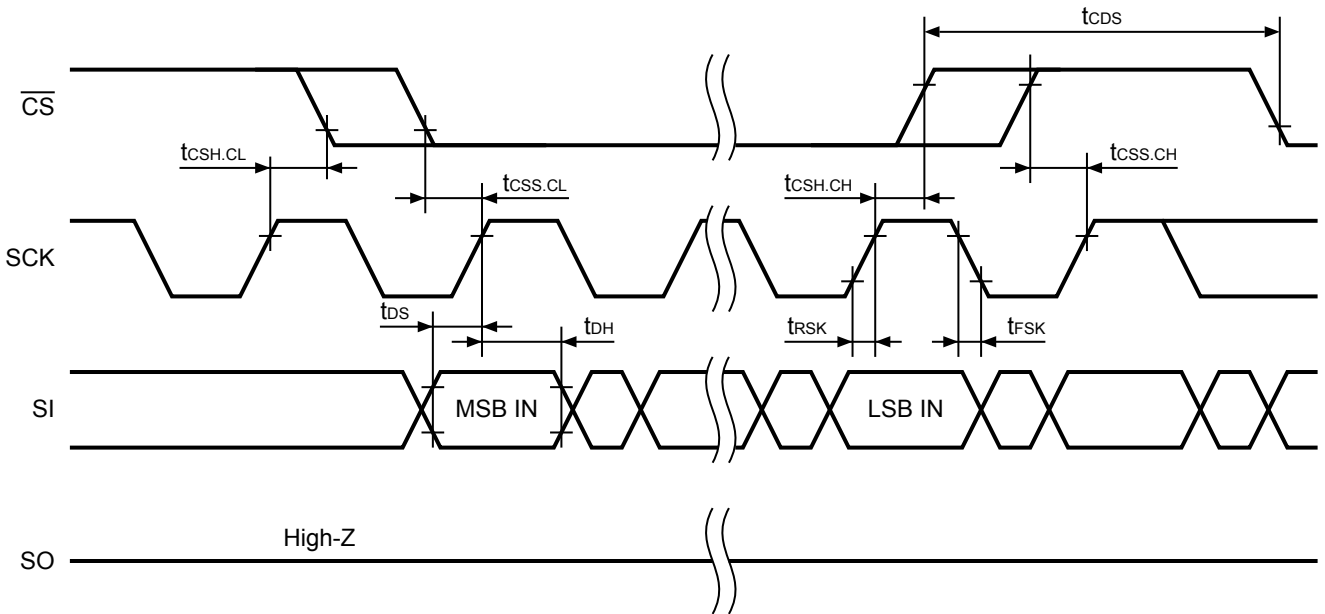 tCDS
CS
tCSH.CL
tCSS.CL
tCSH.CH
tCSS.CH
SCK
tDS
tDH
tRSK
tFSK
SI
MSB IN
LSB IN
High-Z
SO